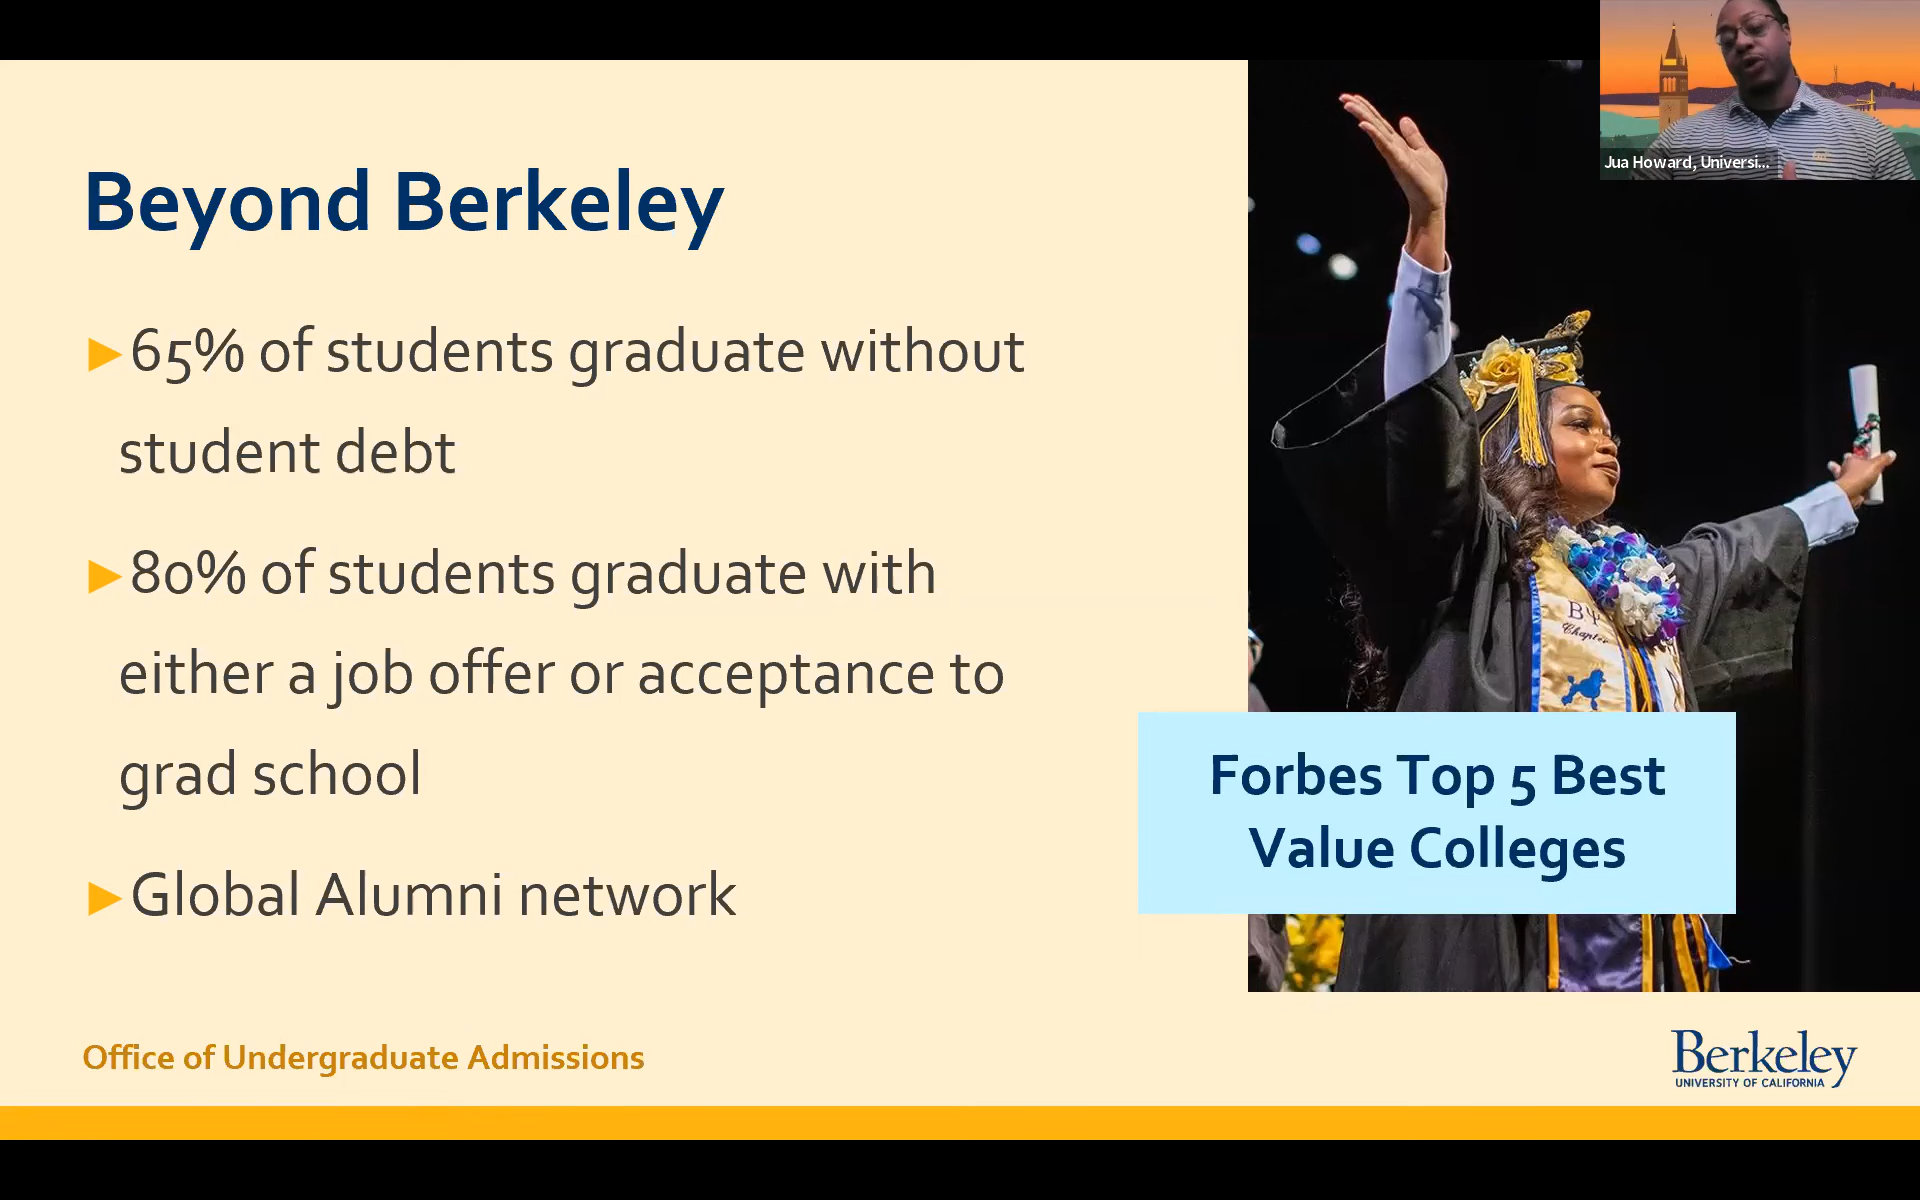 Jua Howard, Universi...
Beyond Berkeley
►65% of students graduate without
student debt
►80% of students graduate with
either a job offer or acceptance to
grad school
►Global Alumni network
Chapter
Forbes Top 5 Best
Value Colleges
Office of Undergraduate Admissions
Berkeley
UNIVERSITY OF CALIFORNIA